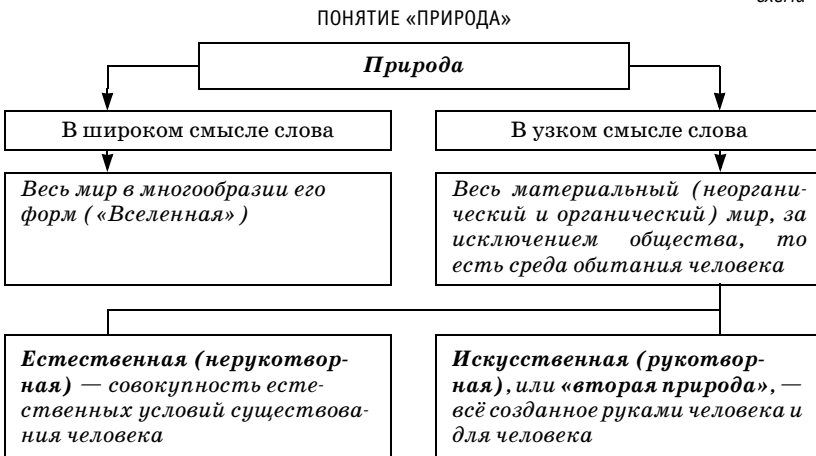 схема
ПОНЯТИЕ «ПРИРОДА»
Природа
В широком смысле слова
В узком смысле слова
Весь мир в многообразии его
форм («Вселенная»)
Весь материальный (неоргани-
ческий и органический) мир, за
исключением общества, то
есть среда обитания человека
Естественная (нерукотвор-
ная) — совокупность есте-
ственных условий существова-
ния человека
Искусственная (рукотвор-
ная), или «вторая природа», —
всё созданное руками человека и
для человека